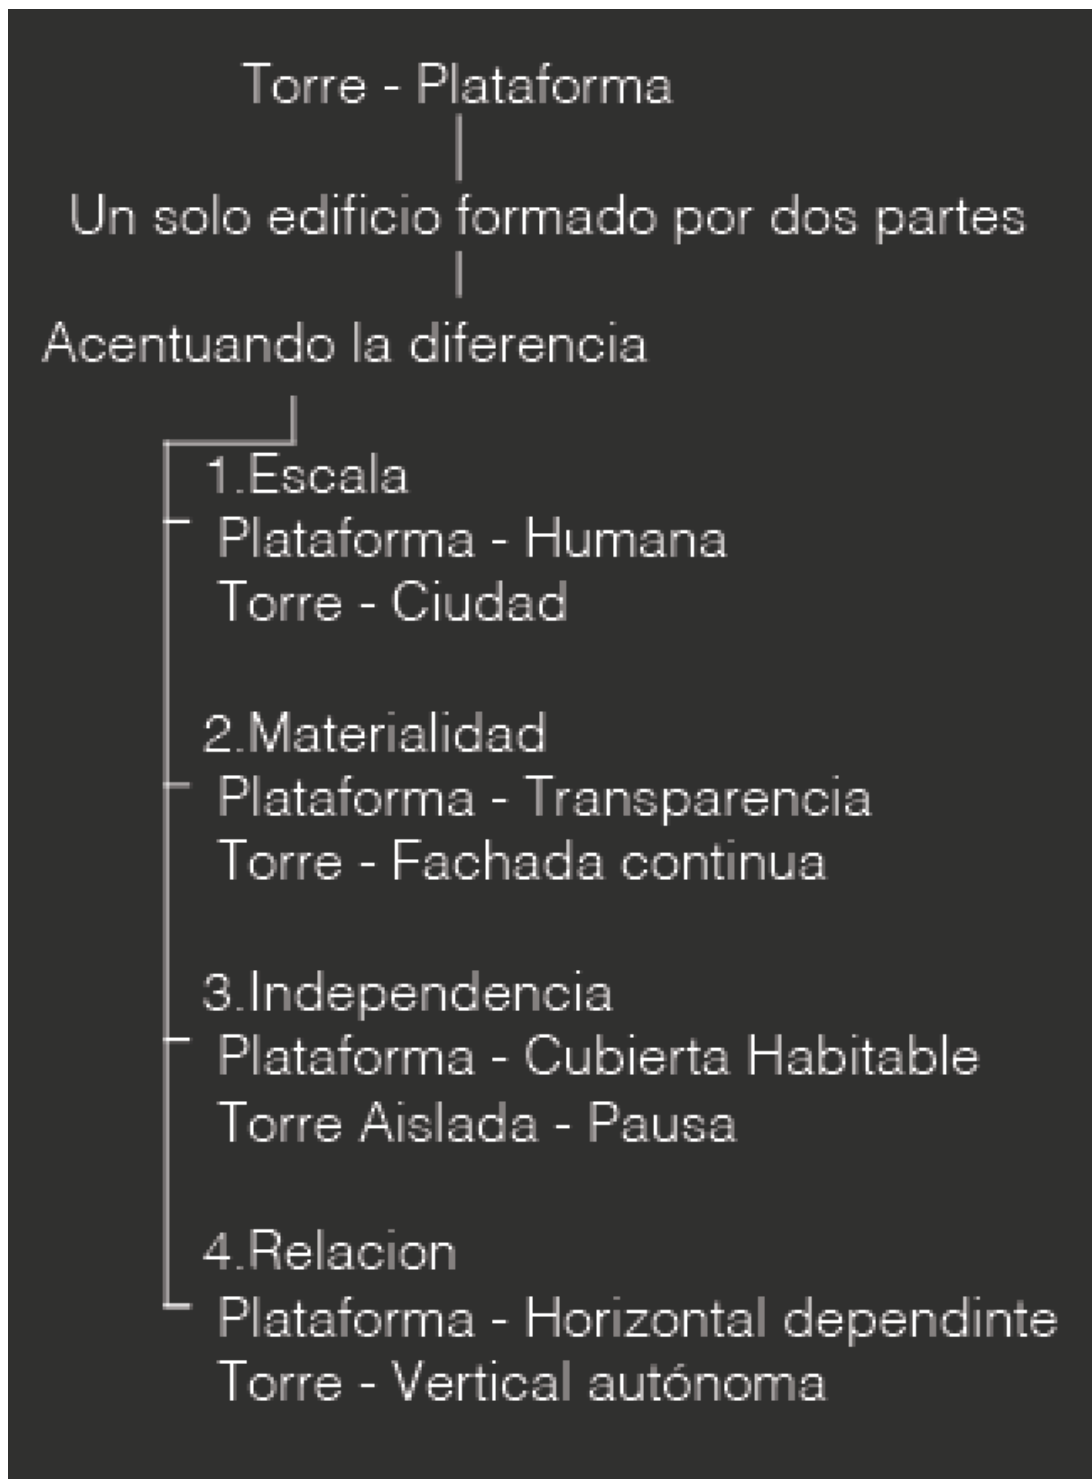 Torre - Plataforma
Un solo edificio formado por dos partes
Acentuando la diferencia
1.Escala
Plataforma - Humana
Torre - Ciudad
2.Materialidad
Plataforma - Transparencia
Torre - Fachada continua
3.Independencia
Plataforma - Cubierta Habitable
Torre Aislada - Pausa
4.Relacion
Plataforma - Horizontal dependinte
Torre - Vertical autónoma